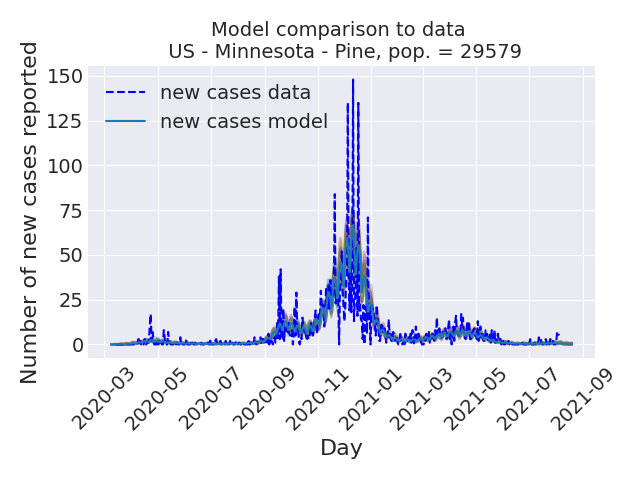 Model comparison to data
US - Minnesota - Pine, pop. = 29579
Number of new cases reported
150
125
100
75
50
25
0
new cases data
new cases model
2020-03
2020-05
2020-07
2020-09
2020-11
2021-01
2021-03
2021-05
2021-07
2021-09
Day